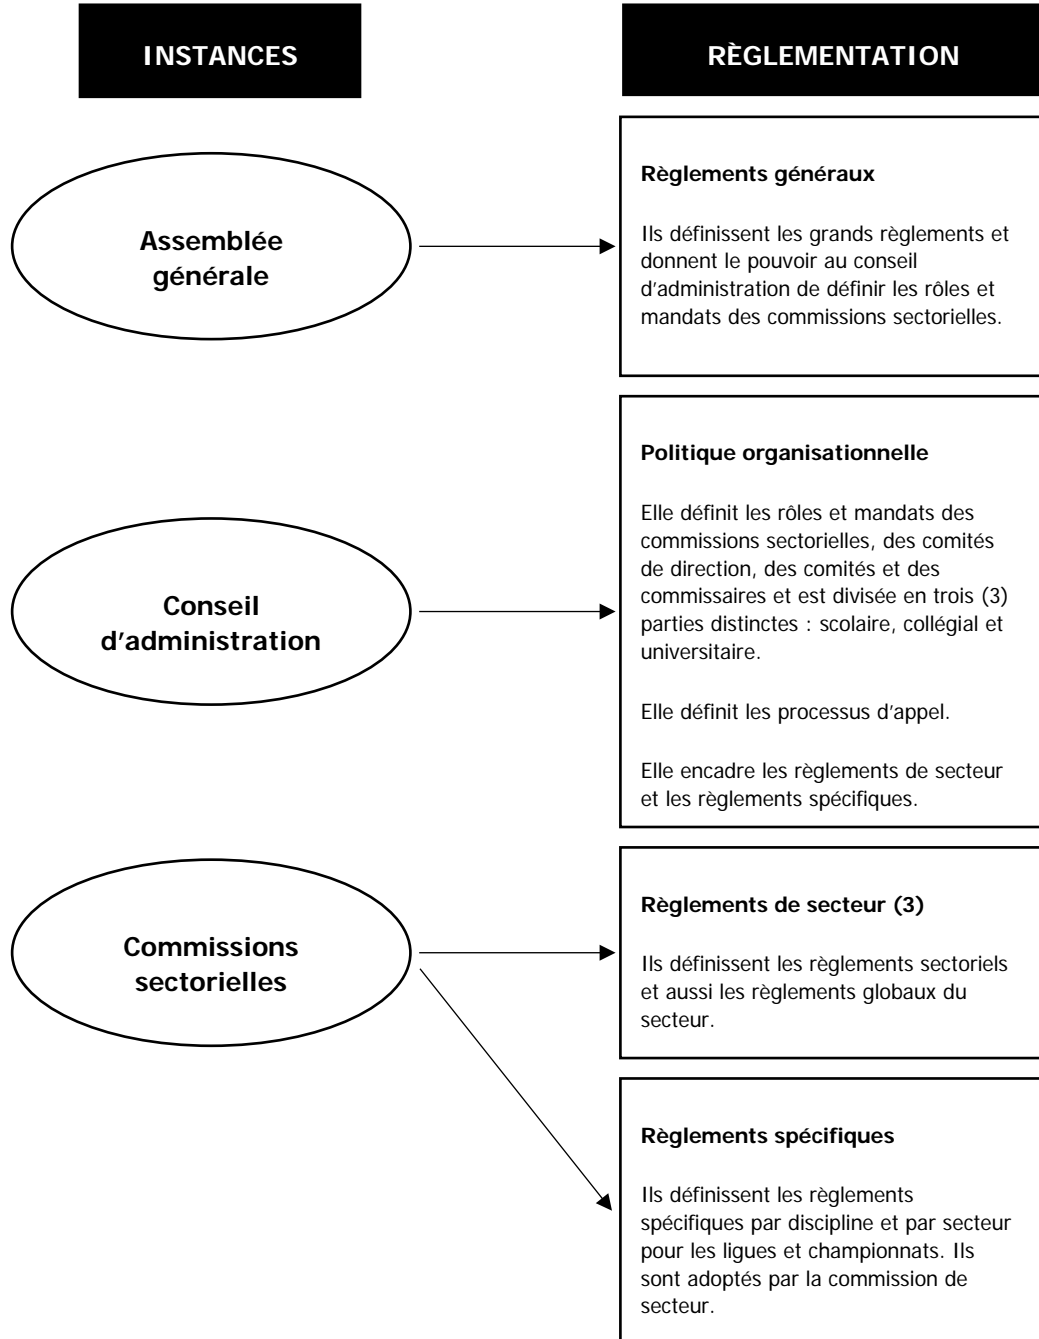 INSTANCES
RÈGLEMENTATION
Assemblée
générale
Règlements généraux
Ils définissent les grands règlements et
donnent le pouvoir au conseil
d'administration de définir les rôles et
mandats des commissions sectorielles.
Conseil
d'administration
Politique organisationnelle
Elle définit les rôles et mandats des
commissions sectorielles, des comités
de direction, des comités et des
commissaires et est divisée en trois (3)
parties distinctes : scolaire, collégial et
universitaire.
Elle définit les processus d'appel.
Elle encadre les règlements de secteur
et les règlements spécifiques.
Commissions
sectorielles
Règlements de secteur (3)
Ils définissent les règlements sectoriels
et aussi les règlements globaux du
secteur.
Règlements spécifiques
Ils définissent les règlements
spécifiques par discipline et par secteur
pour les ligues et championnats. Ils
sont adoptés par la commission de
secteur.